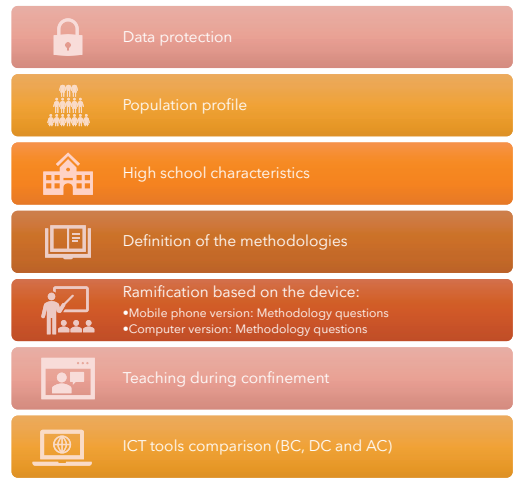 Data protection
Population profile
High school characteristics
Definition of the methodologies
Ramification based on the device:
•Mobile phone version: Methodology questions
•Computer version: Methodology questions
Teaching during confinement
ICT tools comparison (BC, DC and AC)